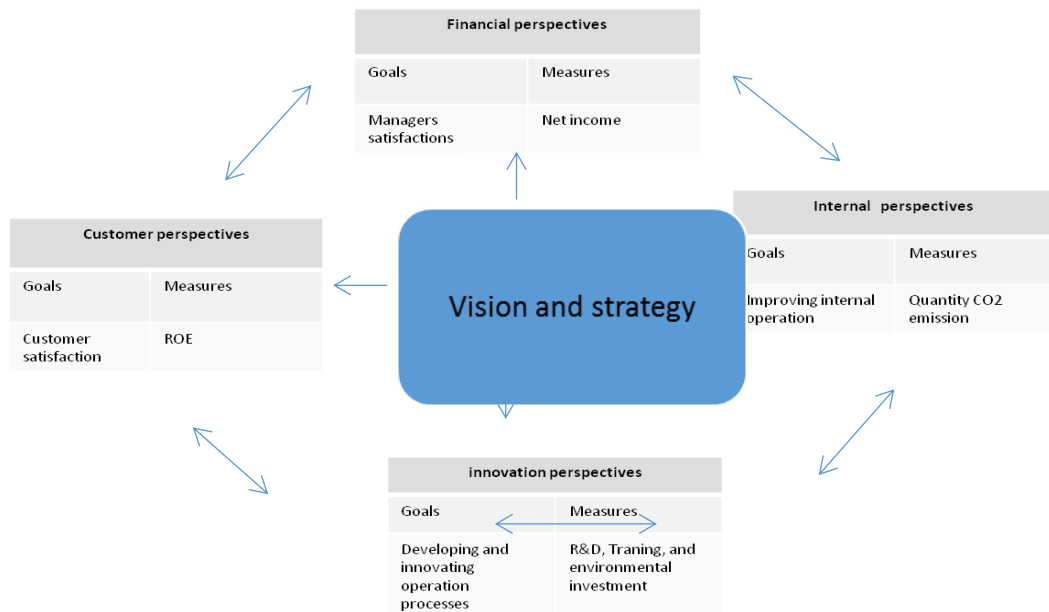 Financial perspectives
Goals Measures
Managers satisfactions Net income
Customer perspectives
Goals Measures
Customer satisfaction ROE
Vision and strategy
Internal perspectives
Goals Measures
Improving internal operation Quantity CO2 emission
innovation perspectives
Goals Measures
Developing and innovating operation processes R&D, Traning, and environmental investment